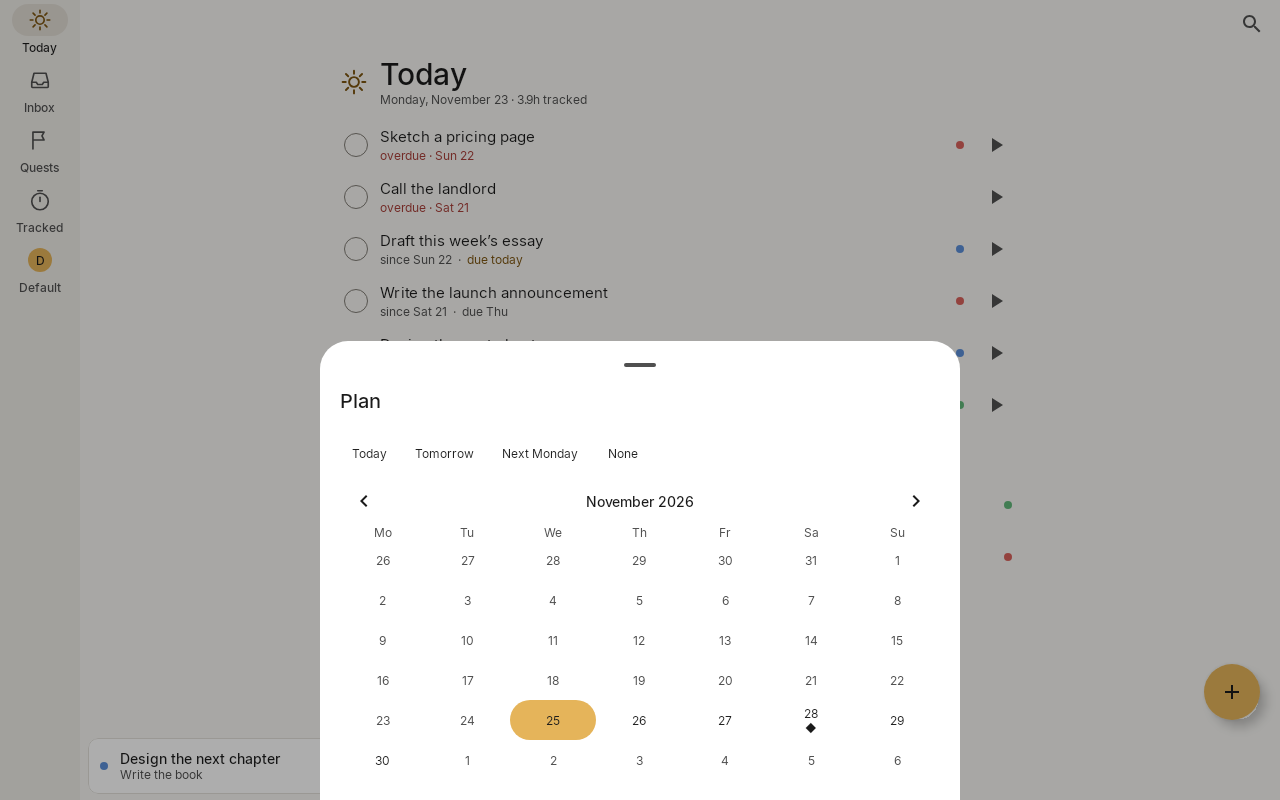 Today
Inbox
Quests
Tracked
D
Default
Today
Monday, November 23 · 3.9h tracked
Sketch a pricing page
overdue · Sun 22
Call the landlord
overdue · Sat 21
Draft this week’s essay
since Sun 22 · due today
Write the launch announcement
since Sat 21 · due Thu
Plan
Today Tomorrow Next Monday None
November 2026
Mo Tu We Th Fr Sa Su
26 27 28 29 30 31 1
2 3 4 5 6 7 8
9 10 11 12 13 14 15
16 17 18 19 20 21 22
23 24 25 26 27 28 29
30 1 2 3 4 5 6
Design the next chapter
Write the book